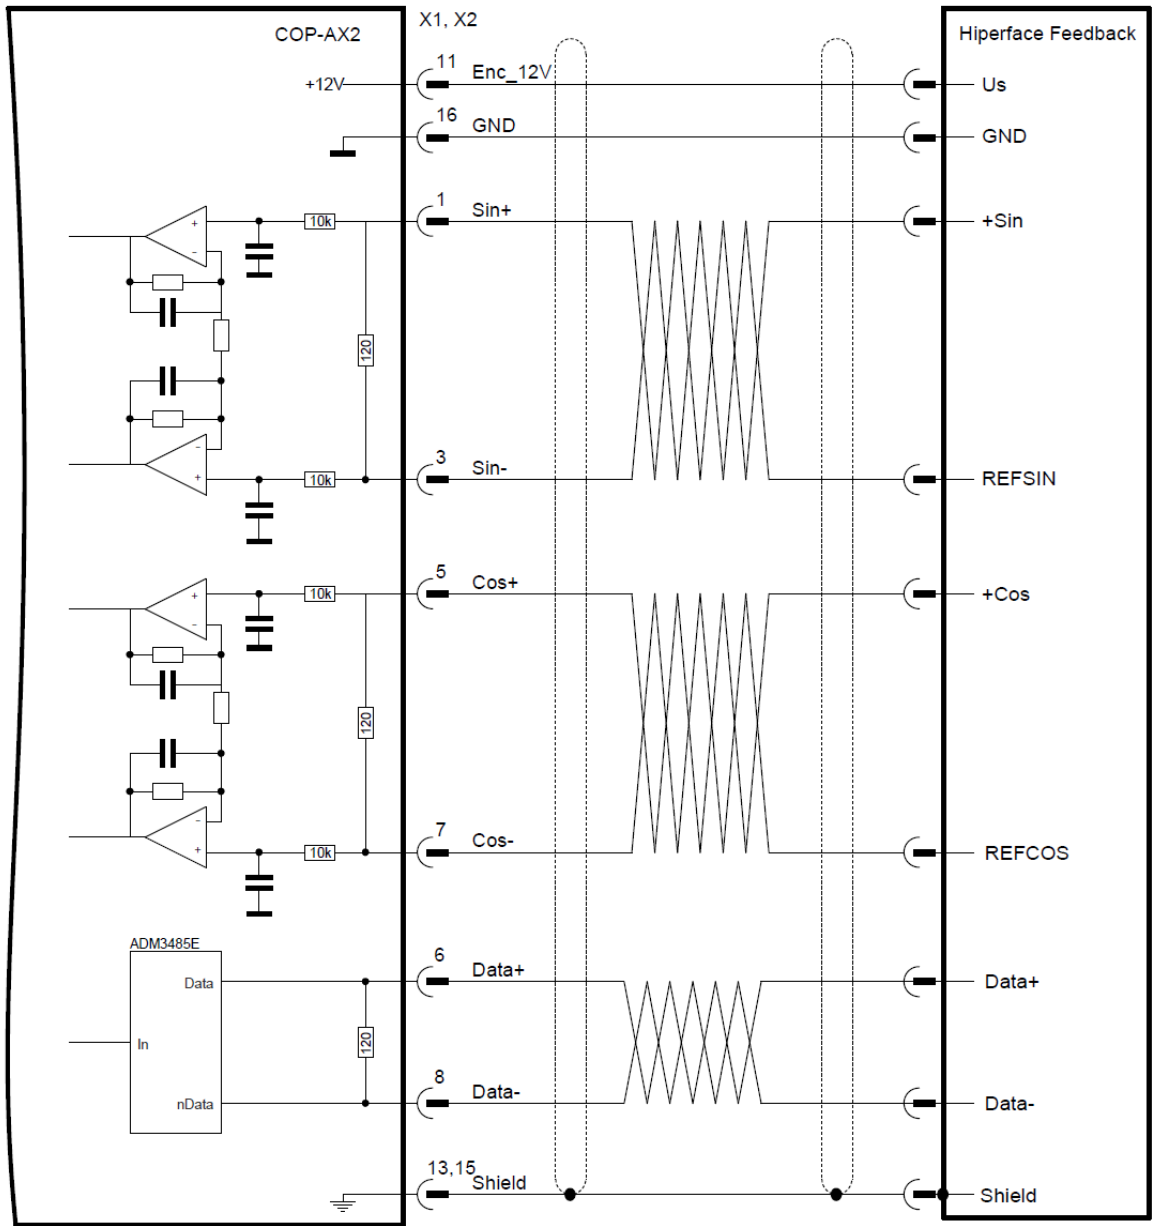 COP-AX2
X1, X2
Hiperface Feedback
+12V
11
Enc_12V
Us
16
GND
GND
1
Sin+
+Sin
+
10k
-
120
-
+
10k
3
Sin-
REFSIN
5
Cos+
+Cos
+
10k
-
120
-
+
10k
7
Cos-
REFCOS
ADM3485E
Data
In
nData
120
6
Data+
Data+
8
Data-
Data-
13,15
Shield
Shield